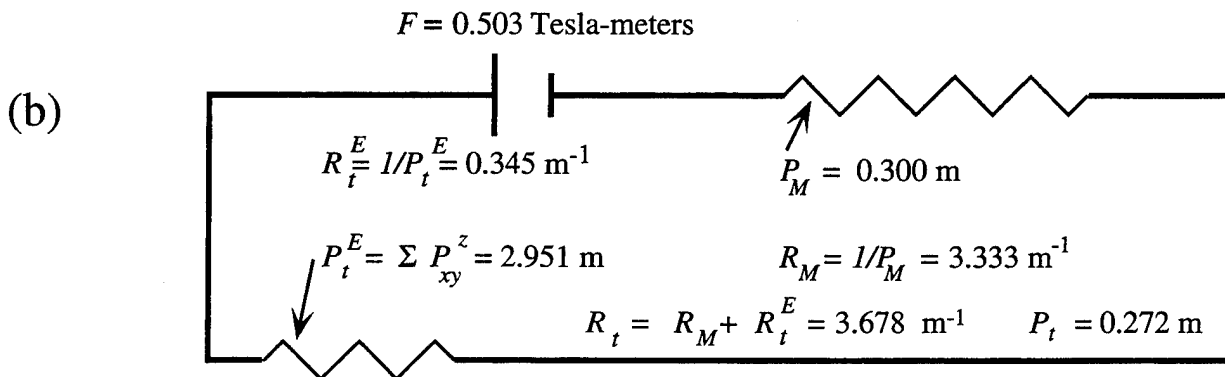 F = 0.503 Tesla-meters
(b)
R_t^E = 1/P_t^E = 0.345 m⁻¹
P_M = 0.300 m
P_t^E = Σ P_xy^z = 2.951 m
R_M = 1/P_M = 3.333 m⁻¹
R_t = R_M + R_t^E = 3.678 m⁻¹ P_t = 0.272 m